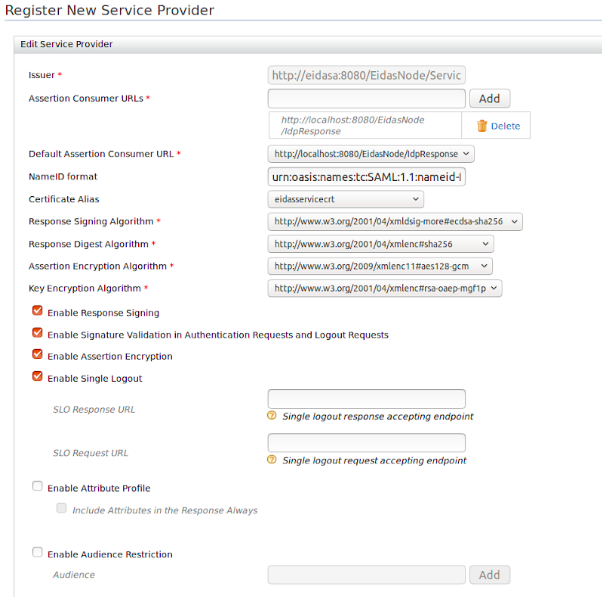 Register New Service Provider
Edit Service Provider
Issuer *
http://eidasa:8080/EidasNode/Servic
Assertion Consumer URLs *
Add
http://localhost:8080/EidasNode
/IdpResponse
Delete
Default Assertion Consumer URL *
http://localhost:8080/EidasNode/IdpResponse
NameID format
urn:oasis:names:tc:SAML:1.1:nameid-
Certificate Alias
eidasservicecrt
Response Signing Algorithm *
http://www.w3.org/2001/04/xmldsig-more#ecdsa-sha256
Response Digest Algorithm *
http://www.w3.org/2001/04/xmlenc#sha256
Assertion Encryption Algorithm *
http://www.w3.org/2009/xmlenc11#aes128-gcm
Key Encryption Algorithm *
http://www.w3.org/2001/04/xmlenc#rsa-oaep-mgf1p
Enable Response Signing
Enable Signature Validation in Authentication Requests and Logout Requests
Enable Assertion Encryption
Enable Single Logout
SLO Response URL
? Single logout response accepting endpoint
SLO Request URL
? Single logout request accepting endpoint
Enable Attribute Profile
Include Attributes in the Response Always
Enable Audience Restriction
Audience
Add